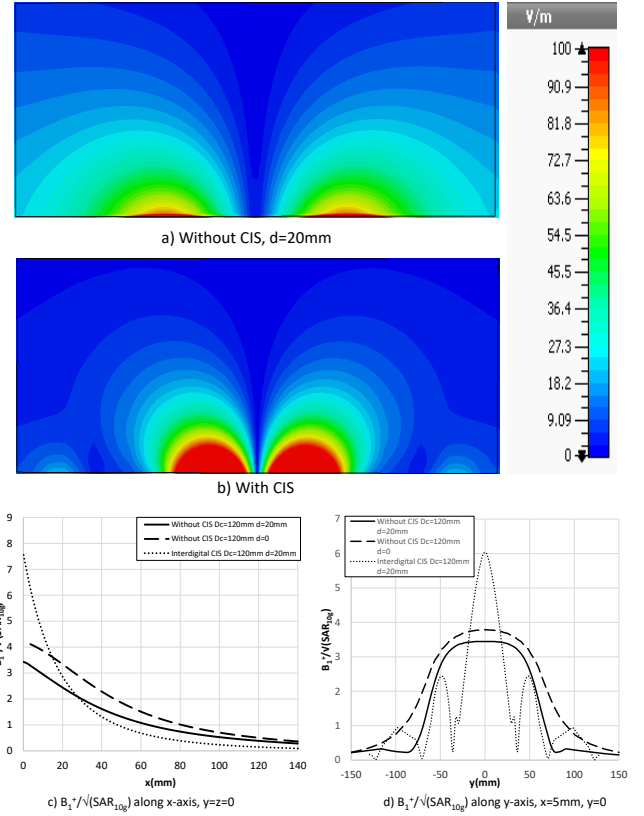 V/m
100
90.9
81.8
72.7
63.6
54.5
45.5
36.4
27.3
18.2
9.09
0
a) Without CIS, d=20mm
b) With CIS
9
8
7
6
5
4
3
2
1
0
0 20 40 60 80 100 120 140
x(mm)
Without CIS Dc=120mm d=20mm
Without CIS Dc=120mm d=0
Interdigital CIS Dc=120mm d=20mm
c) B₁⁺/√(SAR₁₀g) along x-axis, y=z=0
B₁⁺/√(SAR₁₀g)
7
6
5
4
3
2
1
0
-150 -100 -50 0 50 100 150
y(mm)
Without CIS Dc=120mm
d=20mm
Without CIS Dc=120mm
d=0
Interdigital CIS Dc=120mm
d=20mm
d) B₁⁺/√(SAR₁₀g) along y-axis, x=5mm, y=0